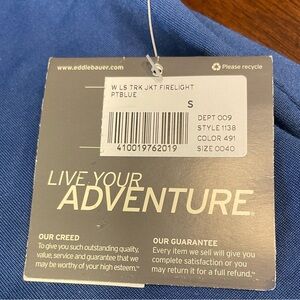 www.eddiebauer.com
Please recycle
W LS TRK JKT FIRELIGHT
PTBLUE
S
DEPT 009
STYLE 1138
COLOR 491
SIZE 0040
410019762019
LIVE YOUR
ADVENTURE
OUR CREED
To give you such outstanding quality,
value, service and guarantee that we
may be worthy of your high esteem.™
OUR GUARANTEE
Every item we sell will give you
complete satisfaction or you
may return it for a full refund.™